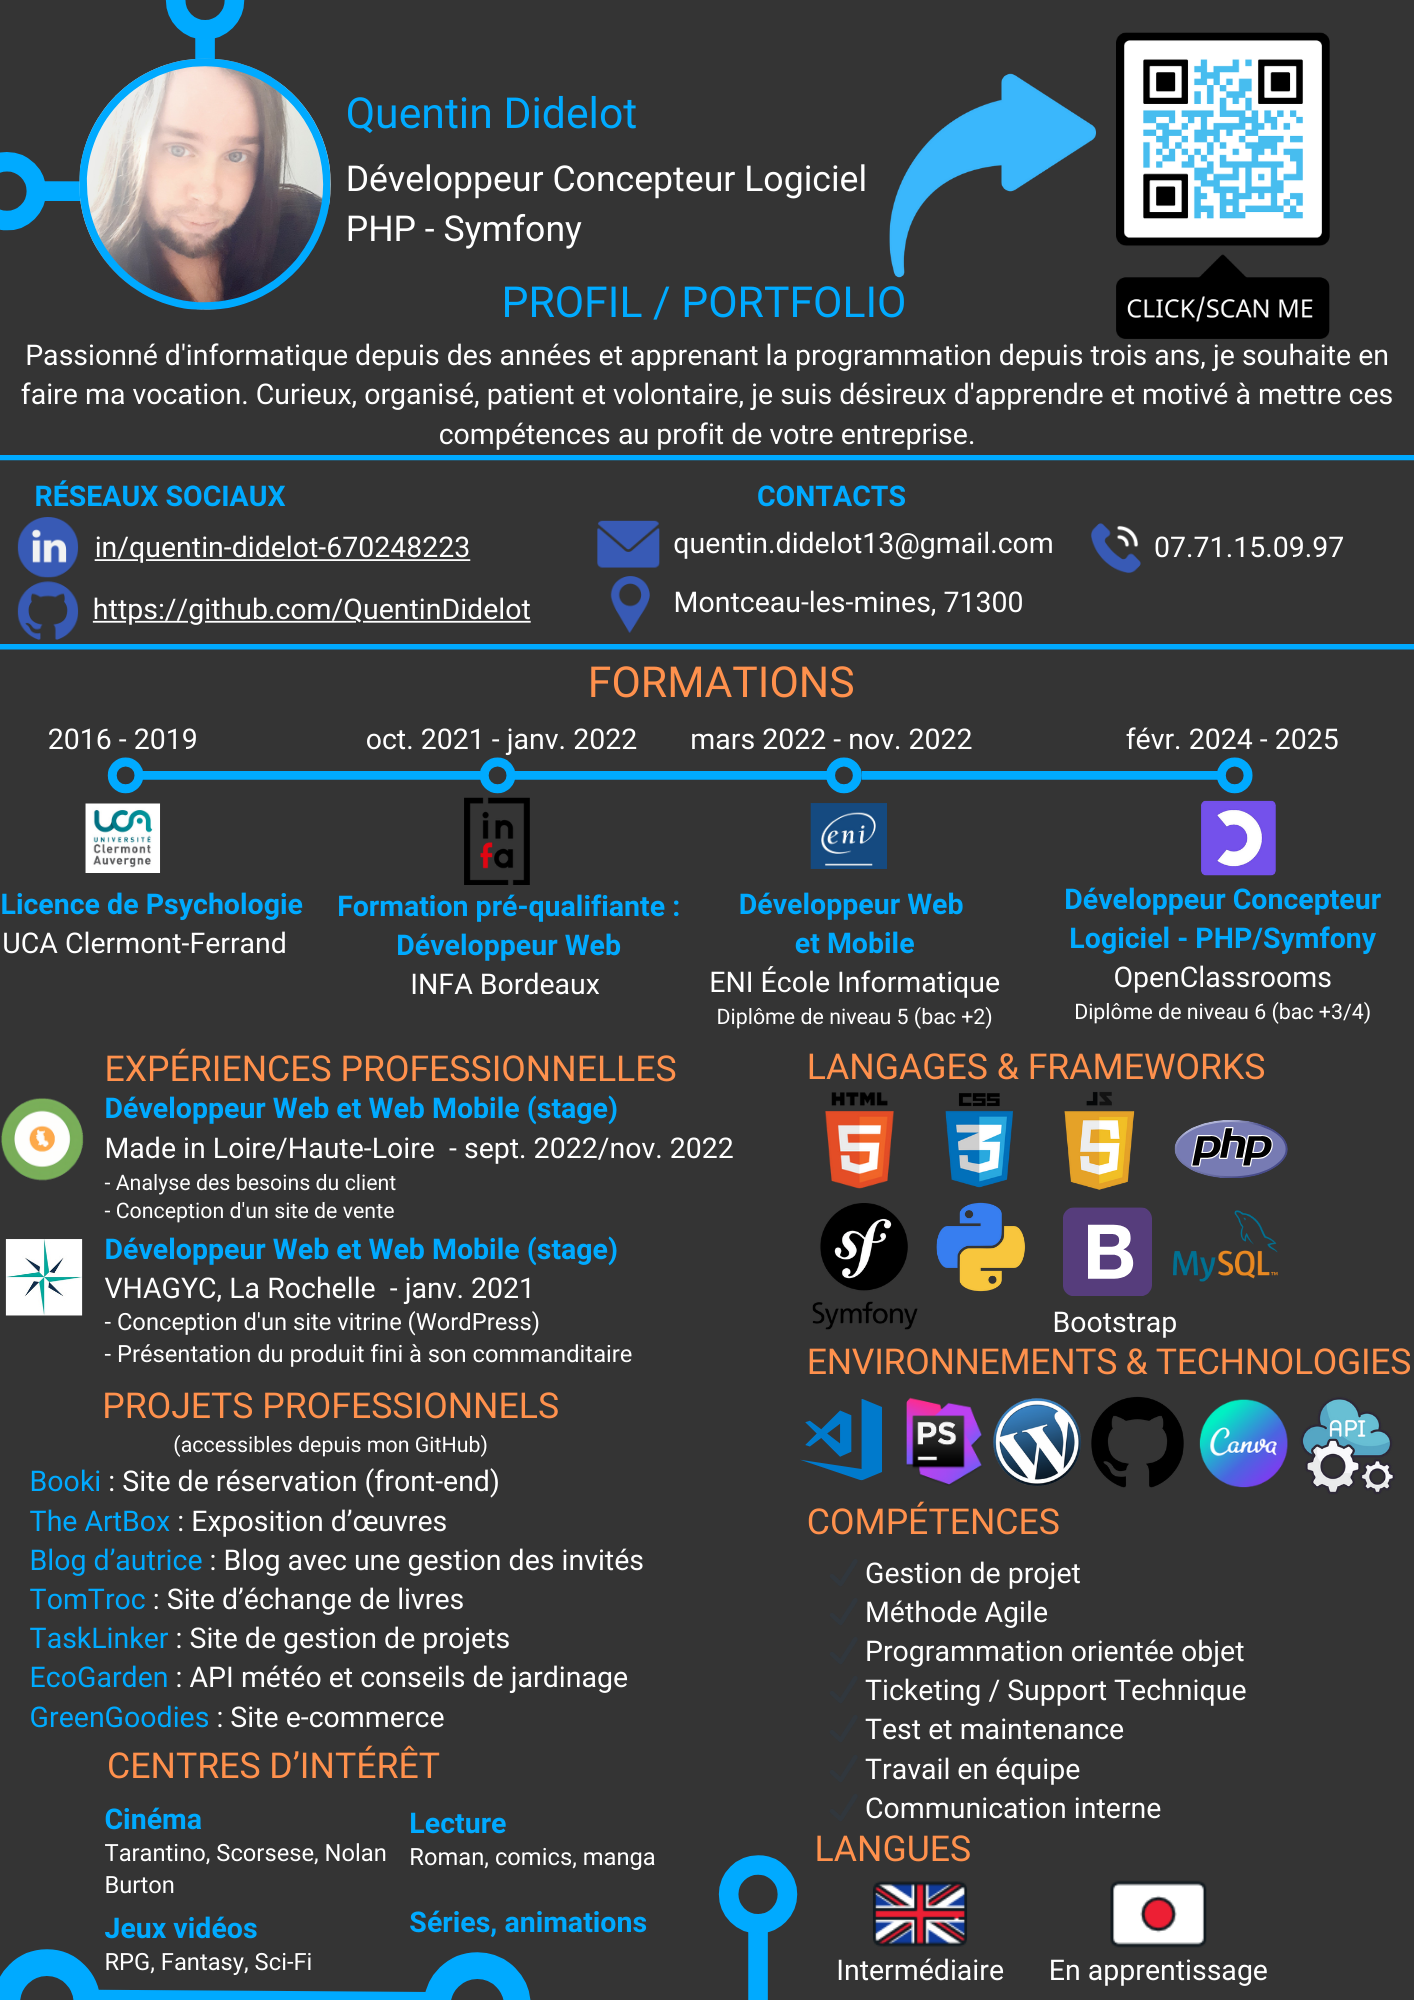 Quentin Didelot
Développeur Concepteur Logiciel
PHP - Symfony
PROFIL / PORTFOLIO
CLICK/SCAN ME
Passionné d'informatique depuis des années et apprenant la programmation depuis trois ans, je souhaite en
faire ma vocation. Curieux, organisé, patient et volontaire, je suis désireux d'apprendre et motivé à mettre ces
compétences au profit de votre entreprise.
RÉSEAUX SOCIAUX
in
in/quentin-didelot-670248223
https://github.com/QuentinDidelot
CONTACTS
quentin.didelot13@gmail.com
07.71.15.09.97
Montceau-les-mines, 71300
FORMATIONS
2016 - 2019
oct. 2021 - janv. 2022
mars 2022 - nov. 2022
févr. 2024 - 2025
UCA
UNIVERSITÉ
Clermont
Auvergne
Licence de Psychologie
UCA Clermont-Ferrand
in
fa
Formation pré-qualifiante :
Développeur Web
INFA Bordeaux
eni
Développeur Web
et Mobile
ENI École Informatique
Diplôme de niveau 5 (bac +2)
Développeur Concepteur
Logiciel - PHP/Symfony
OpenClassrooms
Diplôme de niveau 6 (bac +3/4)
EXPÉRIENCES PROFESSIONNELLES
Développeur Web et Web Mobile (stage)
Made in Loire/Haute-Loire - sept. 2022/nov. 2022
- Analyse des besoins du client
- Conception d'un site de vente
Développeur Web et Web Mobile (stage)
VHAGYC, La Rochelle - janv. 2021
- Conception d'un site vitrine (WordPress)
- Présentation du produit fini à son commanditaire
PROJETS PROFESSIONNELS
(accessibles depuis mon GitHub)
Booki : Site de réservation (front-end)
The ArtBox : Exposition d’œuvres
Blog d’autrice : Blog avec une gestion des invités
TomTroc : Site d’échange de livres
TaskLinker : Site de gestion de projets
EcoGarden : API météo et conseils de jardinage
GreenGoodies : Site e-commerce
CENTRES D’INTÉRÊT
Cinéma
Tarantino, Scorsese, Nolan
Burton
Jeux vidéos
RPG, Fantasy, Sci-Fi
Lecture
Roman, comics, manga
Séries, animations
LANGAGES & FRAMEWORKS
HTML
5
CSS
3
JS
5
php
sf
Symfony
B
Bootstrap
MySQL
ENVIRONNEMENTS & TECHNOLOGIES
PS
W
Canva
API
COMPÉTENCES
Gestion de projet
Méthode Agile
Programmation orientée objet
Ticketing / Support Technique
Test et maintenance
Travail en équipe
Communication interne
LANGUES
Intermédiaire
En apprentissage